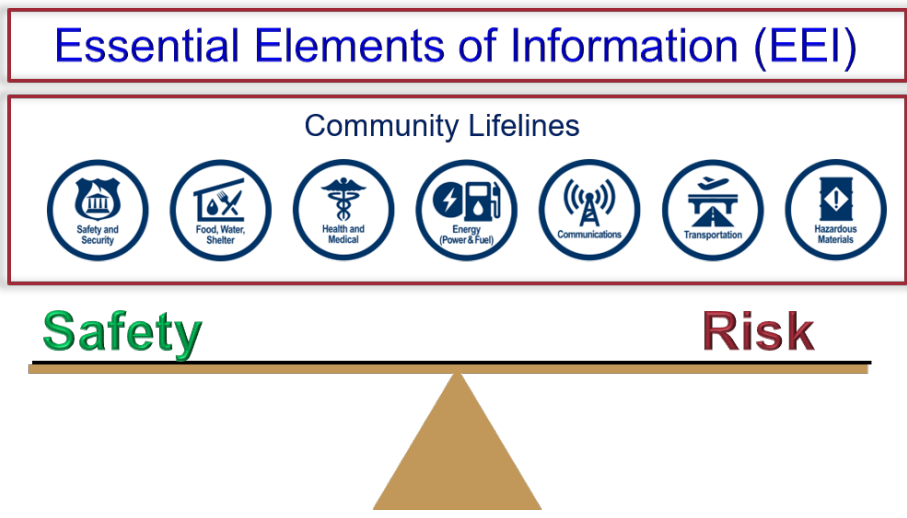 Essential Elements of Information (EEI)
Community Lifelines
Safety and
Security
Food, Water,
Shelter
Health and
Medical
Energy
(Power & Fuel)
Communications
Transportation
Hazardous
Materials
Safety
Risk